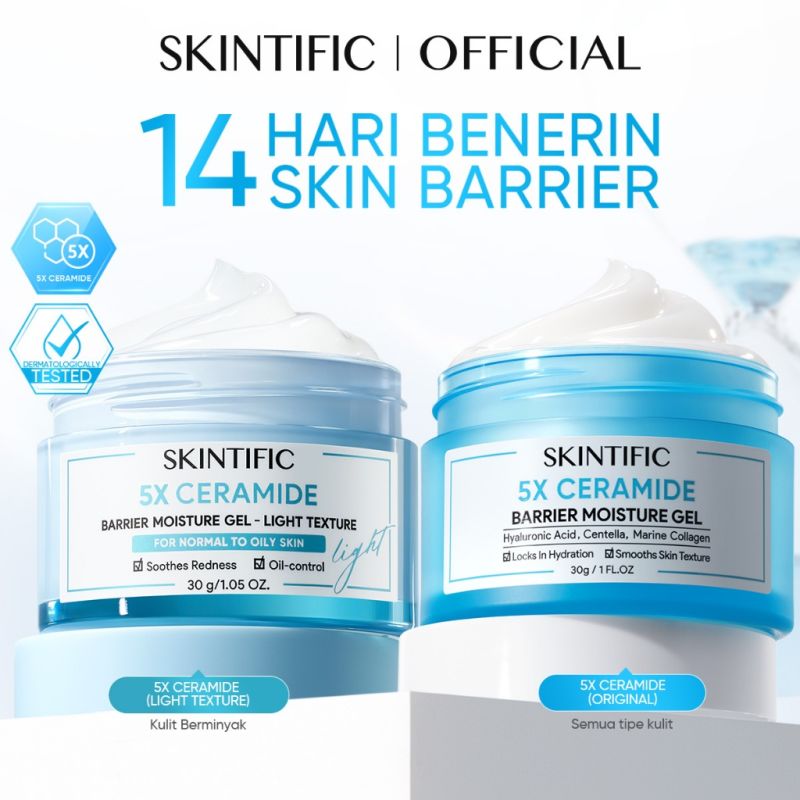 SKINTIFIC | OFFICIAL
14 HARI BENERIN
SKIN BARRIER
5X
5X CERAMIDE
DERMATOLOGICALLY
TESTED
SKINTIFIC
5X CERAMIDE
BARRIER MOISTURE GEL - LIGHT TEXTURE
FOR NORMAL TO OILY SKIN
light
Soothes Redness Oil-control
30 g/1.05 OZ.
SKINTIFIC
5X CERAMIDE
BARRIER MOISTURE GEL
Hyaluronic Acid, Centella, Marine Collagen
Locks In Hydration Smooths Skin Texture
30g / 1 FL.OZ
5X CERAMIDE
(LIGHT TEXTURE)
Kulit Berminyak
5X CERAMIDE
(ORIGINAL)
Semua tipe kulit